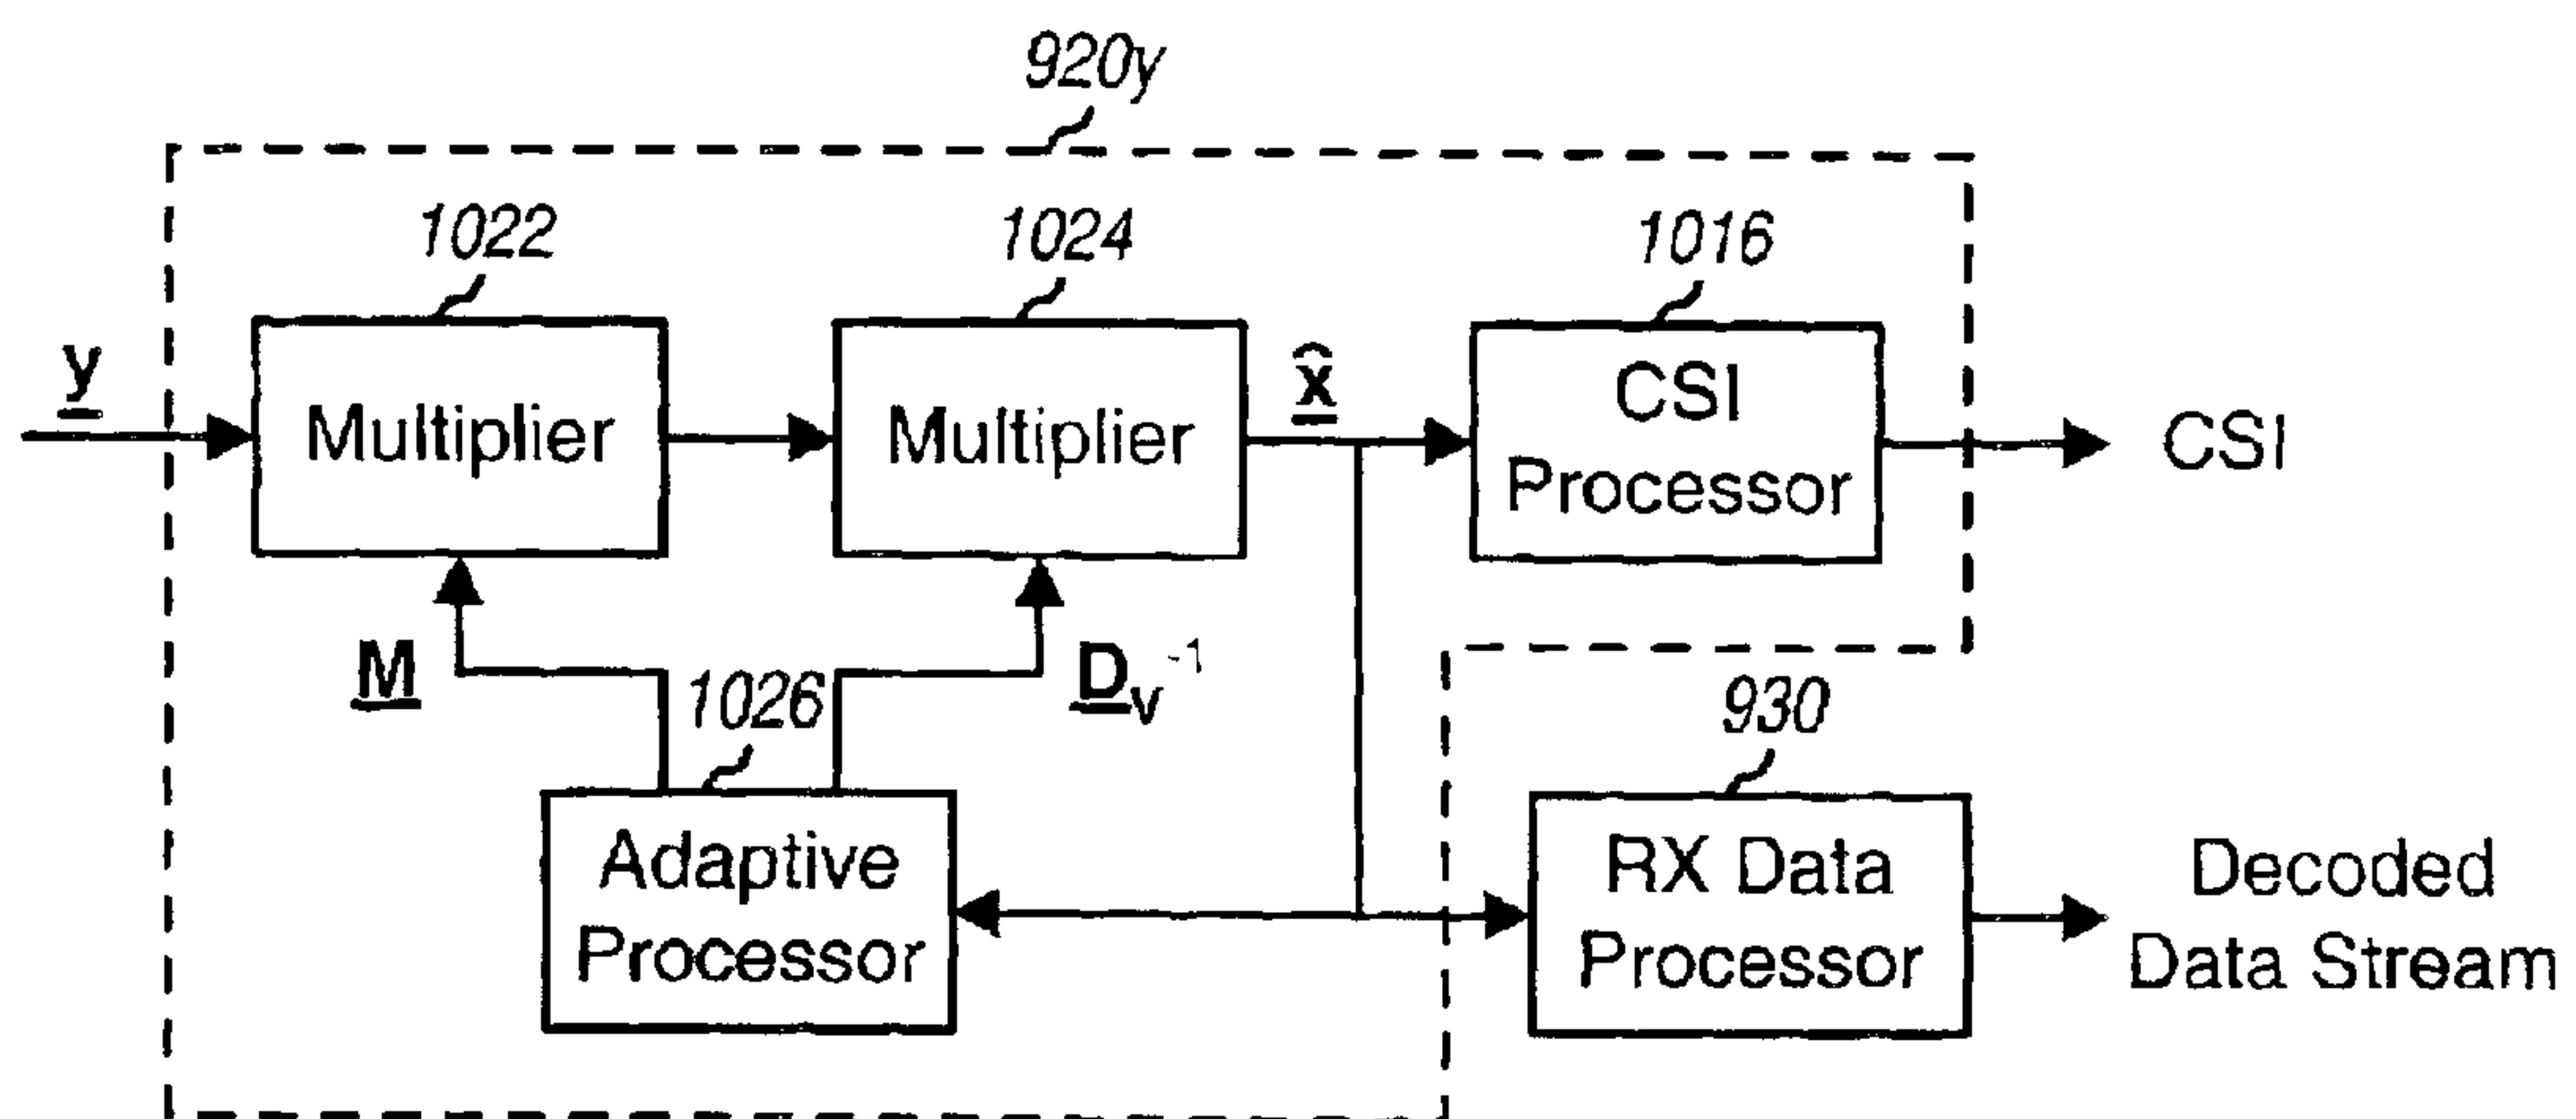 920y
1022
1024
1016
y
Multiplier
Multiplier
x̂
CSI
Processor
CSI
M
1026
D_v^-1
930
Adaptive
Processor
RX Data
Processor
Decoded
Data Stream